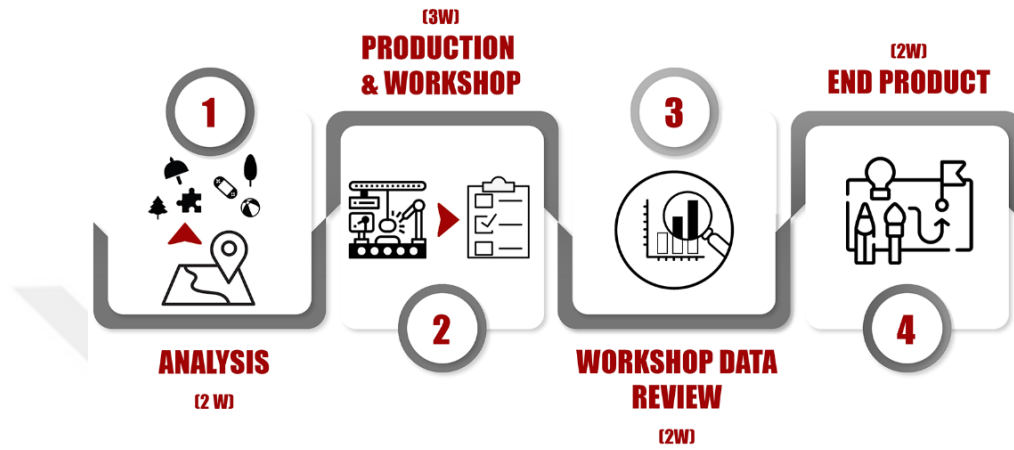 1
ANALYSIS
(2 W)
(3W)
PRODUCTION
& WORKSHOP
2
3
WORKSHOP DATA
REVIEW
(2W)
(2W)
END PRODUCT
4